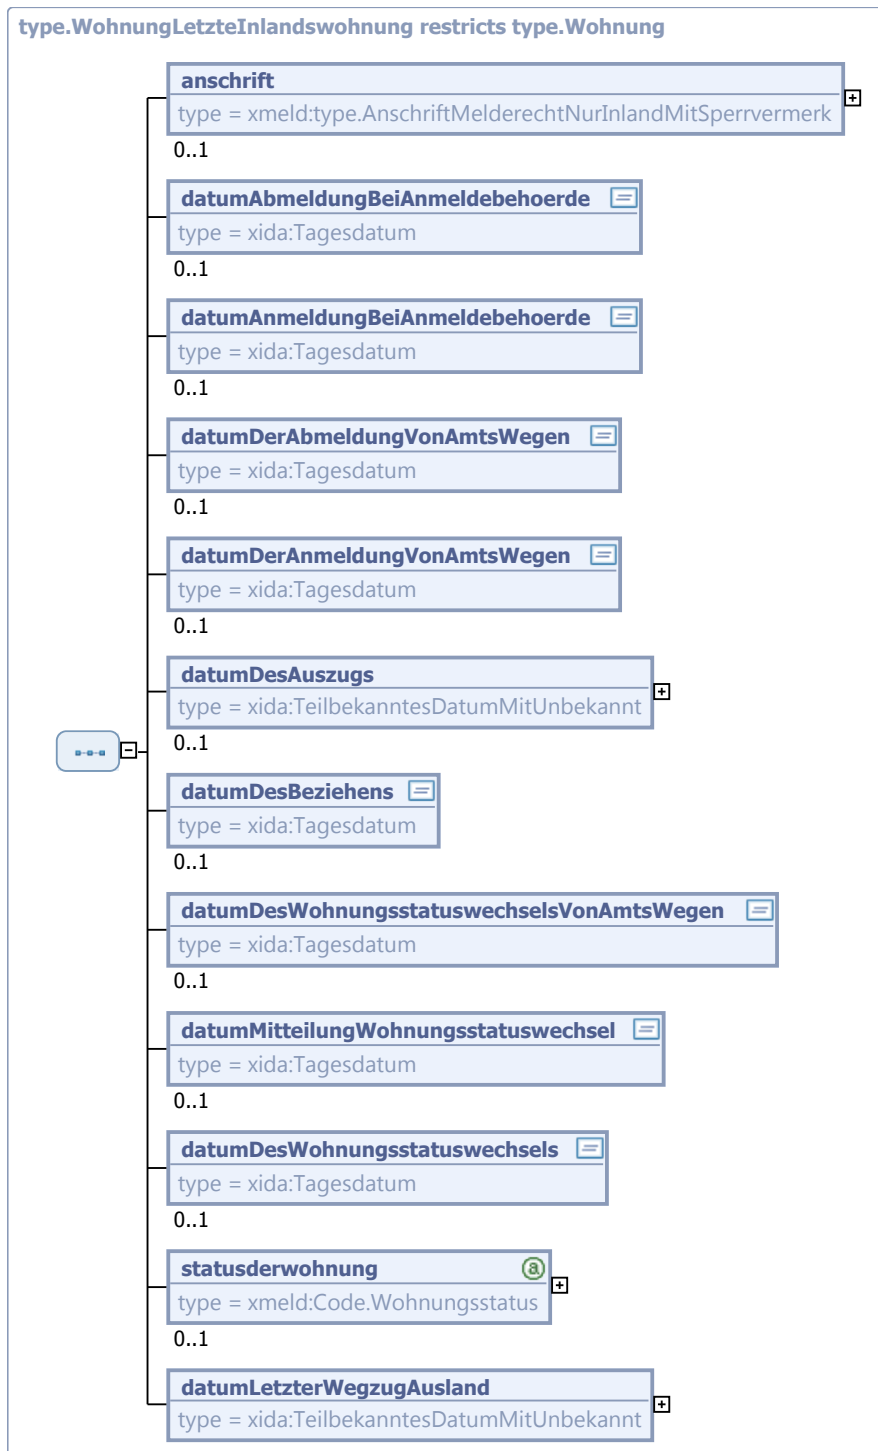 type.WohnungLetzteInlandswohnung restricts type.Wohnung
anschrift
type = xmeld:type.AnschriftMelderechtNurInlandMitSperrvermerk
0..1
datumAbmeldungBeiAnmeldebehoerde
type = xida:Tagesdatum
0..1
datumAnmeldungBeiAnmeldebehoerde
type = xida:Tagesdatum
0..1
datumDerAbmeldungVonAmtsWegen
type = xida:Tagesdatum
0..1
datumDerAnmeldungVonAmtsWegen
type = xida:Tagesdatum
0..1
datumDesAuszugs
type = xida:TeilbekanntesDatumMitUnbekannt
0..1
datumDesBeziehens
type = xida:Tagesdatum
0..1
datumDesWohnungsstatuswechselsVonAmtsWegen
type = xida:Tagesdatum
0..1
datumMitteilungWohnungsstatuswechsel
type = xida:Tagesdatum
0..1
datumDesWohnungsstatuswechsels
type = xida:Tagesdatum
0..1
statusderwohnung
type = xmeld:Code.Wohnungsstatus
0..1
datumLetzterWegzugAusland
type = xida:TeilbekanntesDatumMitUnbekannt